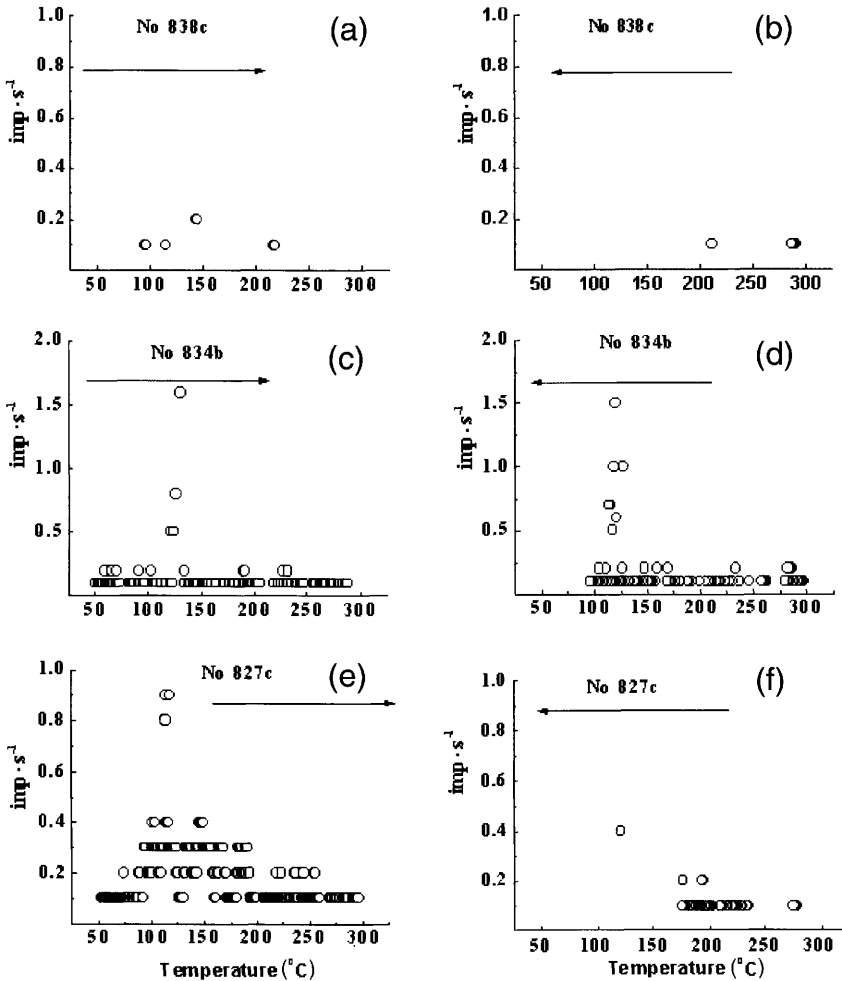 No 838c (a)
1.0
0.8
0.6
0.4
0.2
imp · s⁻¹
50 100 150 200 250 300
No 838c (b)
1.0
0.8
0.6
0.4
0.2
imp · s⁻¹
50 100 150 200 250 300
No 834b (c)
2.0
1.5
1.0
0.5
imp · s⁻¹
50 100 150 200 250 300
No 834b (d)
2.0
1.5
1.0
0.5
imp · s⁻¹
50 100 150 200 250 300
No 827c (e)
1.0
0.8
0.6
0.4
0.2
imp · s⁻¹
50 100 150 200 250 300
Temperature (°C)
No 827c (f)
1.0
0.8
0.6
0.4
0.2
imp · s⁻¹
50 100 150 200 250 300
Temperature (°C)